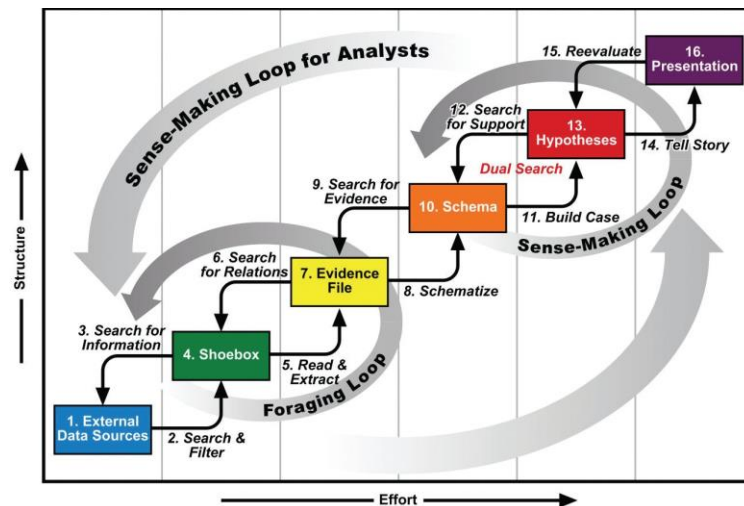 Sense-Making Loop for Analysts
15. Reevaluate
16.
Presentation
12. Search
for Support
13.
Hypotheses
14. Tell Story
Dual Search
9. Search for
Evidence
10. Schema
11. Build Case
Sense-Making Loop
6. Search
for Relations
7. Evidence
File
8. Schematize
3. Search for
Information
4. Shoebox
5. Read &
Extract
Foraging Loop
1. External
Data Sources
2. Search &
Filter
Structure
Effort